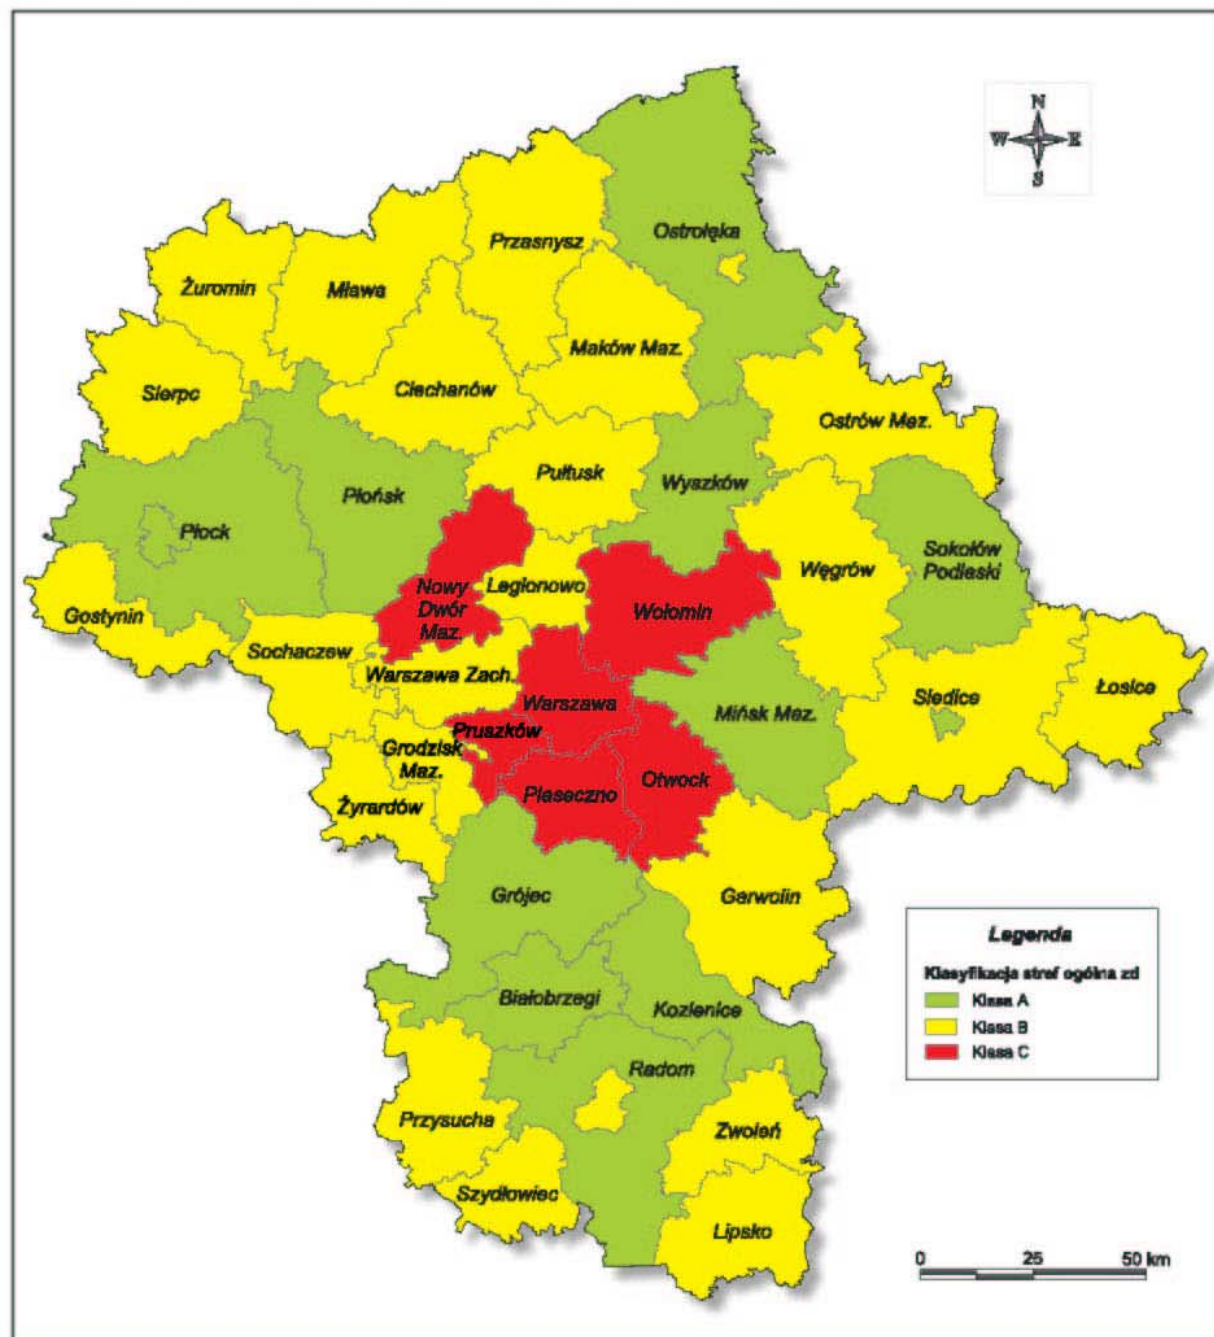 N
W E
S
Ostrołęka
Przasnysz
Żuromin
Mława
Maków Maz.
Sierpc
Ciechanów
Ostrów Maz.
Pułtusk
Wyszków
Płońsk
Płock
Sokołów
Podlaski
Węgrów
Nowy
Dwór
Maz.
Legionowo
Wołomin
Gostynin
Sochaczew
Warszawa Zach.
Siedlce
Łosice
Warszawa
Mińsk Maz.
Pruszków
Grodzisk
Maz.
Otwock
Piaseczno
Żyrardów
Grójec
Garwolin
Białobrzegi
Kozienice
Radom
Przysucha
Zwoleń
Szydłowiec
Lipsko
Legenda
Klasyfikacja stref ogólna zd
Klasa A
Klasa B
Klasa C
0 25 50 km